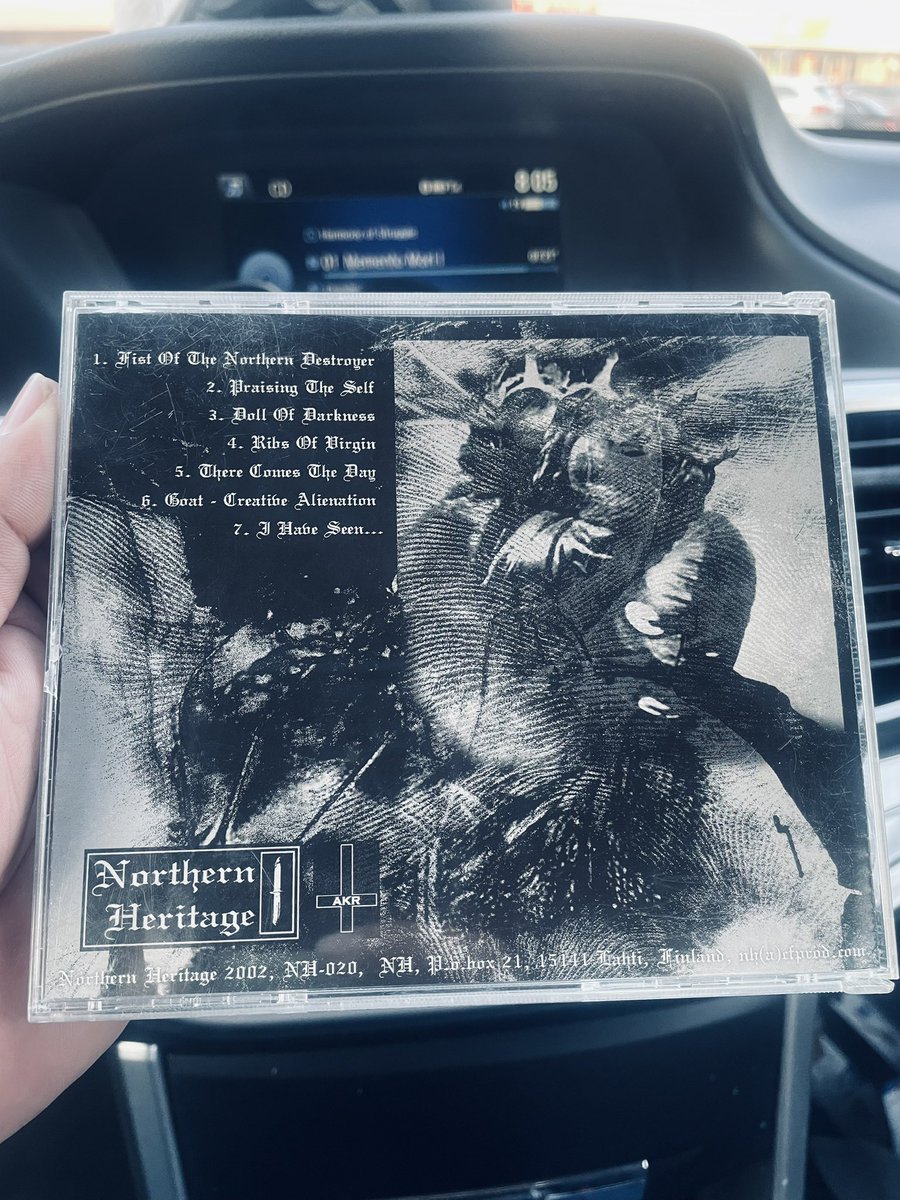 8:05
1. Fist Of The Northern Destroyer
2. Praising The Self
3. Doll Of Darkness
4. Ribs Of Virgin
5. There Comes The Day
6. Goat - Creative Alienation
7. I Have Seen...
Northern
Heritage
AKR
Northern Heritage 2002, NH-020, NH, P.o.box 21, 15141 Lahti, Finland, nh(a)cfprod.com